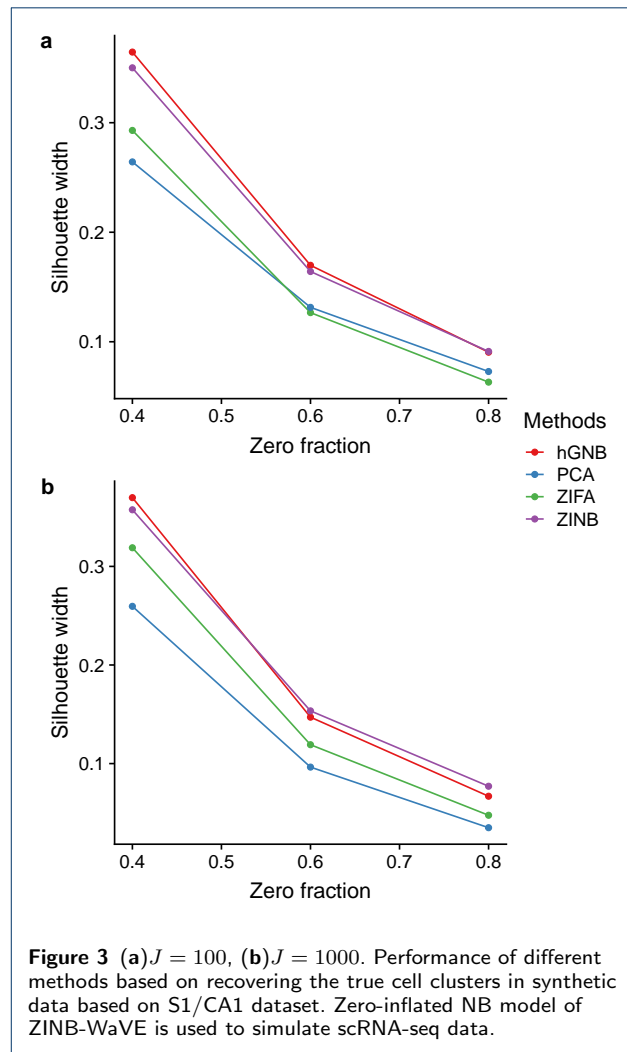 a
0.3
0.2
0.1
Silhouette width
0.4 0.5 0.6 0.7 0.8
Zero fraction
Methods
hGNB
PCA
ZIFA
ZINB
b
0.3
0.2
0.1
Silhouette width
0.4 0.5 0.6 0.7 0.8
Zero fraction
Figure 3 (a)J = 100, (b)J = 1000. Performance of different
methods based on recovering the true cell clusters in synthetic
data based on S1/CA1 dataset. Zero-inflated NB model of
ZINB-WaVE is used to simulate scRNA-seq data.